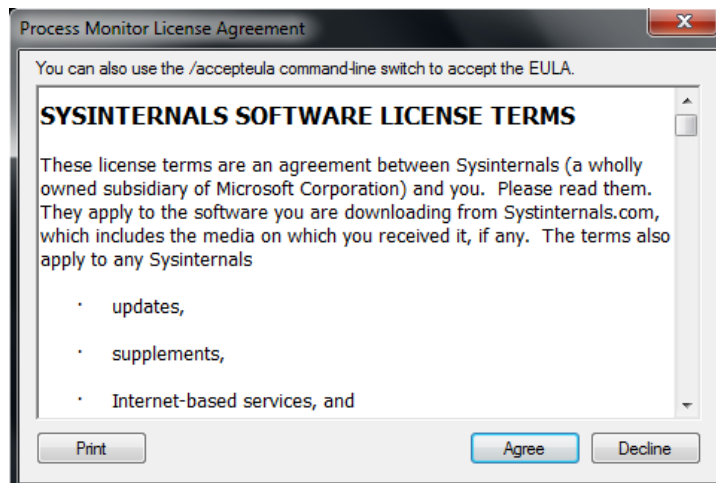 Process Monitor License Agreement
You can also use the /accepteula command-line switch to accept the EULA.
SYSINTERNALS SOFTWARE LICENSE TERMS
These license terms are an agreement between Sysinternals (a wholly
owned subsidiary of Microsoft Corporation) and you.  Please read them.
They apply to the software you are downloading from Systinternals.com,
which includes the media on which you received it, if any.  The terms also
apply to any Sysinternals
· updates,
· supplements,
· Internet-based services, and
Print Agree Decline